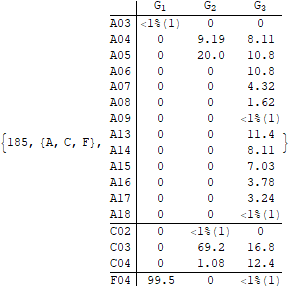 G1 G2 G3
A03 <1%(1) 0 0
A04 0 9.19 8.11
A05 0 20.0 10.8
A06 0 0 10.8
A07 0 0 4.32
A08 0 0 1.62
A09 0 0 <1%(1)
A13 0 0 11.4
{185, {A, C, F}, A14 0 0 8.11
A15 0 0 7.03
A16 0 0 3.78
A17 0 0 3.24
A18 0 0 <1%(1)
C02 0 <1%(1) 0
C03 0 69.2 16.8
C04 0 1.08 12.4
F04 99.5 0 <1%(1)